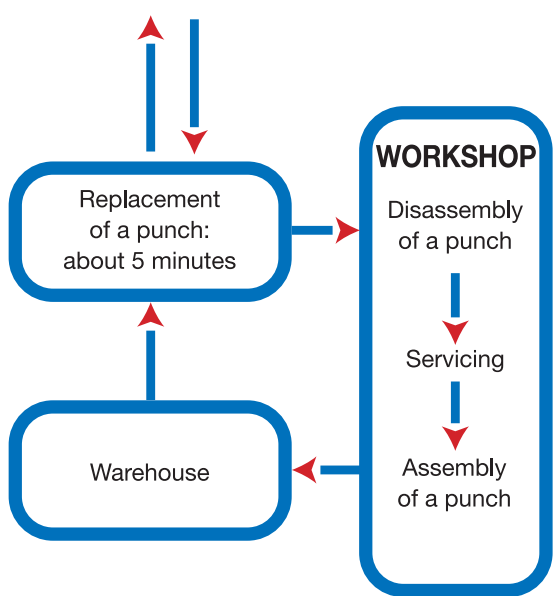 Replacement
of a punch:
about 5 minutes
WORKSHOP
Disassembly
of a punch
Servicing
Assembly
of a punch
Warehouse